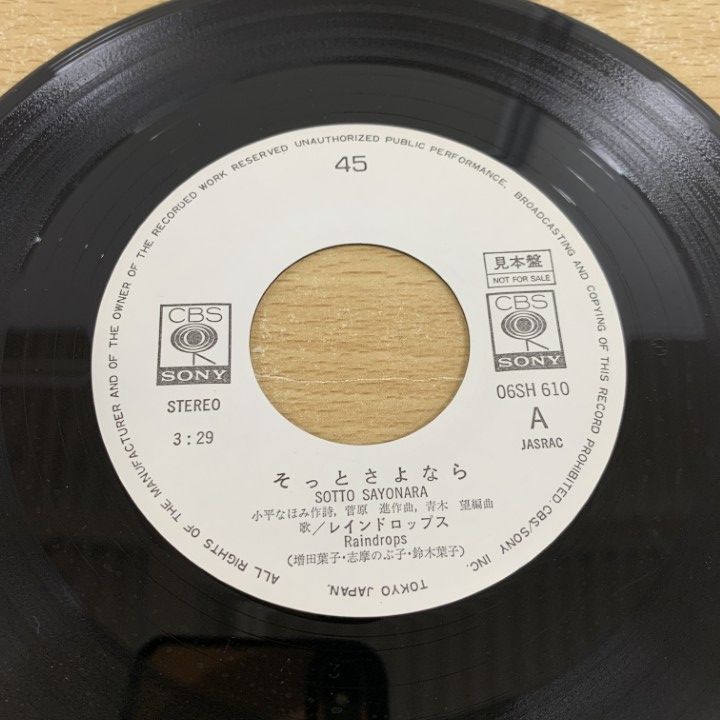 ALL RIGHTS OF THE MANUFACTURER AND OF THE OWNER OF THE RECORDED WORK RESERVED UNAUTHORIZED PUBLIC PERFORMANCE, BROADCASTING AND COPYING OF THIS RECORD PROHIBITED. CBS/SONY INC. TOKYO JAPAN.
45
見本盤
NOT FOR SALE
CBS
SONY
CBS
SONY
STEREO
3:29
06SH 610
A
JASRAC
そっとさよなら
SOTTO SAYONARA
小平なほみ作詩, 菅原 進作曲, 青木 望編曲
歌/レインドロップス
Raindrops
(増田葉子・志摩のぶ子・鈴木葉子)